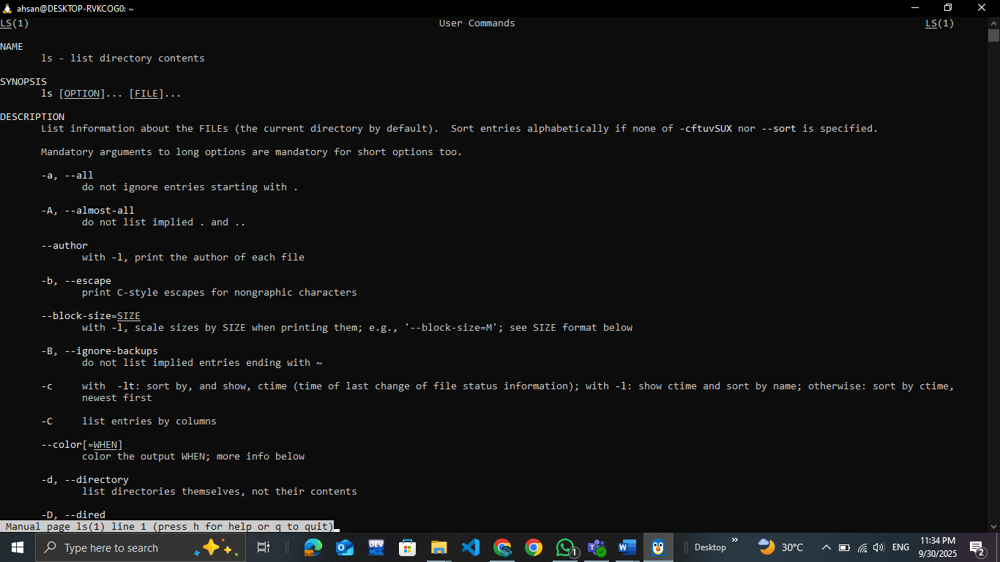 ahsan@DESKTOP-RVKCOG0: ~
LS(1) User Commands LS(1)
NAME
ls - list directory contents
SYNOPSIS
ls [OPTION]... [FILE]...
DESCRIPTION
List information about the FILEs (the current directory by default).  Sort entries alphabetically if none of -cftuvSUX nor --sort is specified.
Mandatory arguments to long options are mandatory for short options too.
-a, --all
do not ignore entries starting with .
-A, --almost-all
do not list implied . and ..
--author
with -l, print the author of each file
-b, --escape
print C-style escapes for nongraphic characters
--block-size=SIZE
with -l, scale sizes by SIZE when printing them; e.g., '--block-size=M'; see SIZE format below
-B, --ignore-backups
do not list implied entries ending with ~
-c with  -lt: sort by, and show, ctime (time of last change of file status information); with -l: show ctime and sort by name; otherwise: sort by ctime,
newest first
-C list entries by columns
--color[=WHEN]
color the output WHEN; more info below
-d, --directory
list directories themselves, not their contents
-D, --dired
Manual page ls(1) line 1 (press h for help or q to quit)
Type here to search DEV 1 T W Desktop » 30°C ENG 11:34 PM 2
9/30/2025